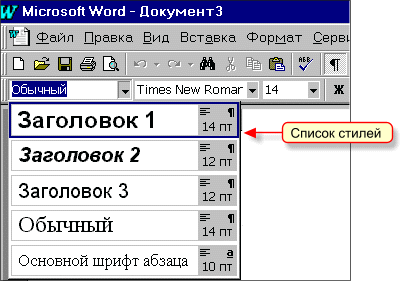 Microsoft Word - Документ3
Файл Правка Вид Вставка Формат Серви
Обычный Times New Romar 14 Ж
Заголовок 1 14 пт
Список стилей
Заголовок 2 12 пт
Заголовок 3 12 пт
Обычный 14 пт
Основной шрифт абзаца 10 пт